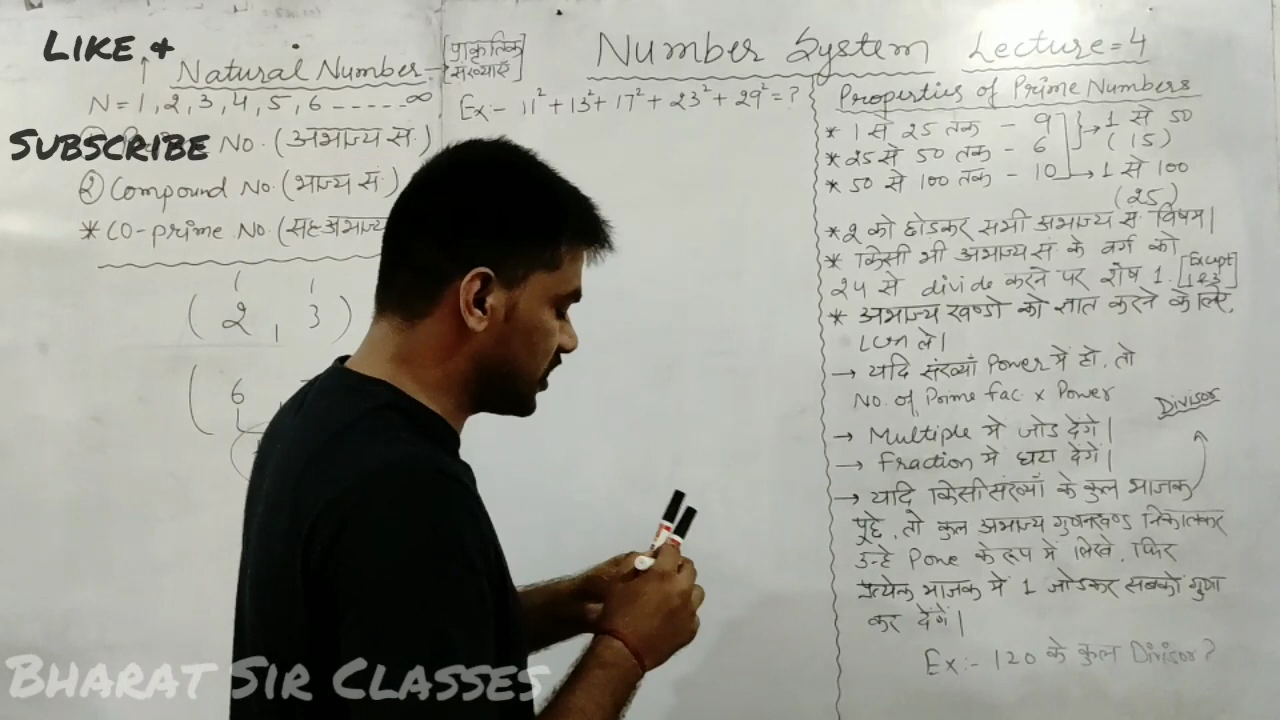 LIKE &
SUBSCRIBE
Natural Number → [प्राकृतिक संख्याएँ]
N = 1, 2, 3, 4, 5, 6 ------ ∞
No. (अभाज्य सं.)
② Compound No. (भाज्य सं.)
* CO-prime No. (सह-अभाज्य
1 1
( 2 , 3 )
( 6
Number System Lecture = 4
Ex:- 11² + 13² + 17² + 23² + 29² = ?
Properties of Prime Numbers
* 1 से 25 तक - 9
* 25 से 50 तक - 6
→ 1 से 50
(15)
* 50 से 100 तक - 10 → 1 से 100
(25)
* 2 को छोडकर सभी अभाज्य सं. विषम|
* किसी भी अभाज्य सं. के वर्ग को
24 से divide करने पर शेष 1. [Except 1 & 3]
* अभाज्य खण्डो को ज्ञात करने के लिए,
LCM ले|
→ यदि संख्याँ Power में हो, तो
No. of Prime fac. x Power
→ Multiple मे जोड देंगे|
→ Fraction मे घटा देंगे|
Divisor
→ यदि किसी संख्याँ के कुल भाजक
पूछे, तो कुल अभाज्य गुणनखण्ड निकालकर
उन्हे Pone के रूप में लिखे, फिर
प्रत्येक भाजक मे 1 जोडकर सबको गुणा
कर देंगें|
Ex:- 120 के कुल Divisor?
BHARAT SIR CLASSES